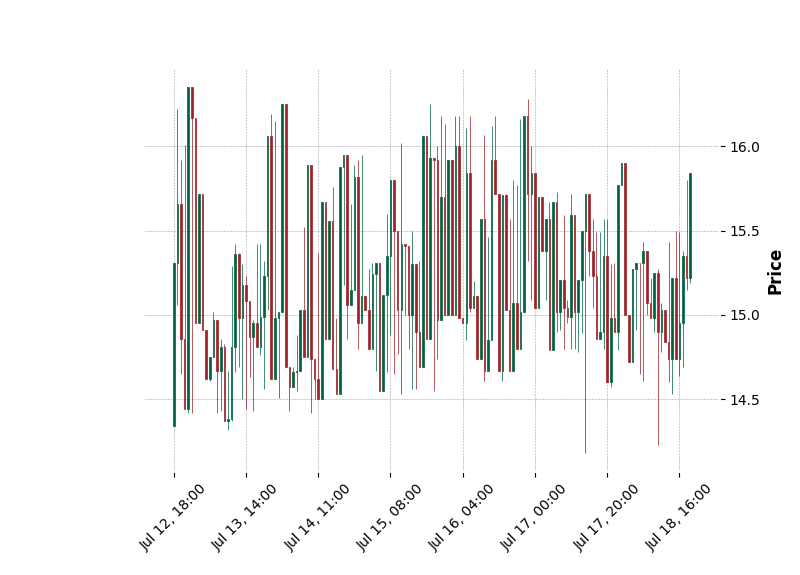 16.0
15.5
15.0
14.5
Price
Jul 12, 18:00
Jul 13, 14:00
Jul 14, 11:00
Jul 15, 08:00
Jul 16, 04:00
Jul 17, 00:00
Jul 17, 20:00
Jul 18, 16:00